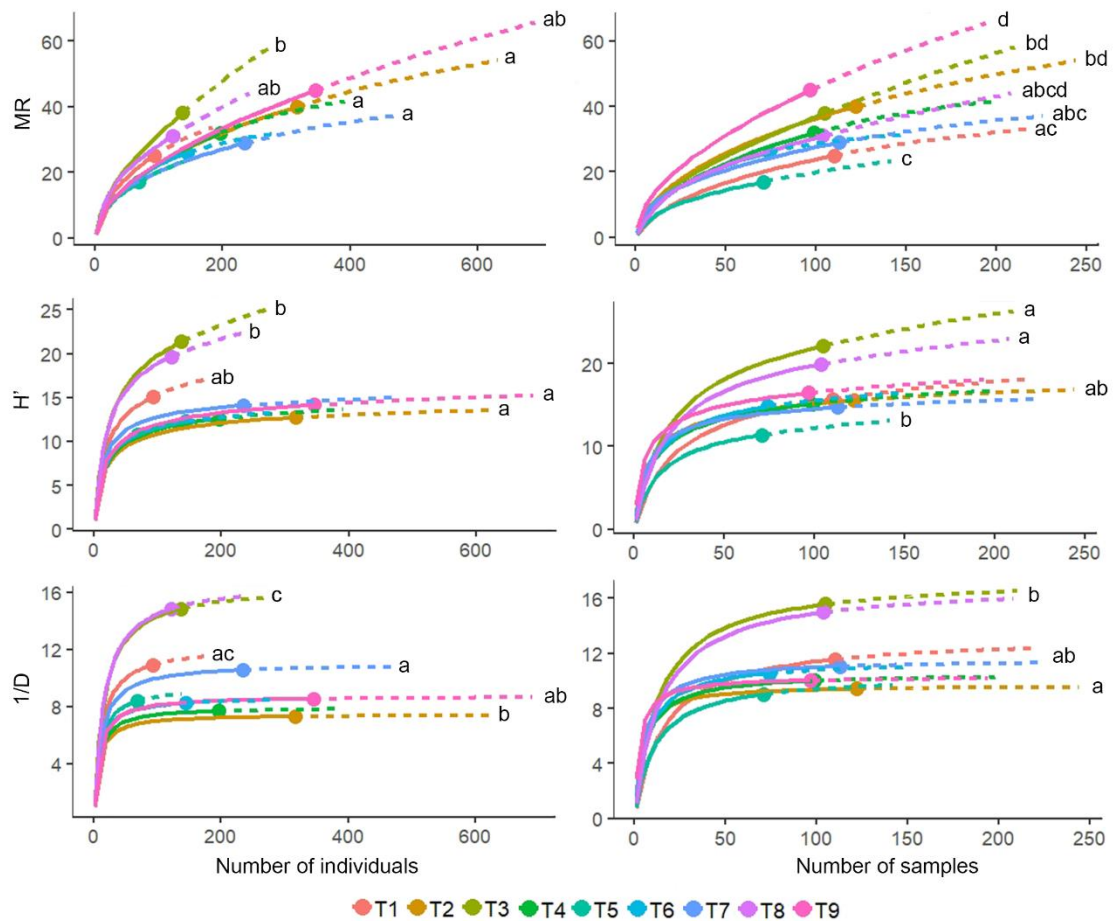 MR
60
40
20
0
0 200 400 600
b
ab
ab
a
a
a
60
40
20
0
0 50 100 150 200 250
d
bd
bd
abcd
abc
ac
c
H'
25
20
15
10
5
0
0 200 400 600
b
b
ab
a
a
20
10
0
0 50 100 150 200 250
a
a
ab
b
1/D
16
12
8
4
0 200 400 600
c
ac
a
ab
b
16
12
8
4
0
0 50 100 150 200 250
b
ab
a
Number of individuals
Number of samples
T1 T2 T3 T4 T5 T6 T7 T8 T9